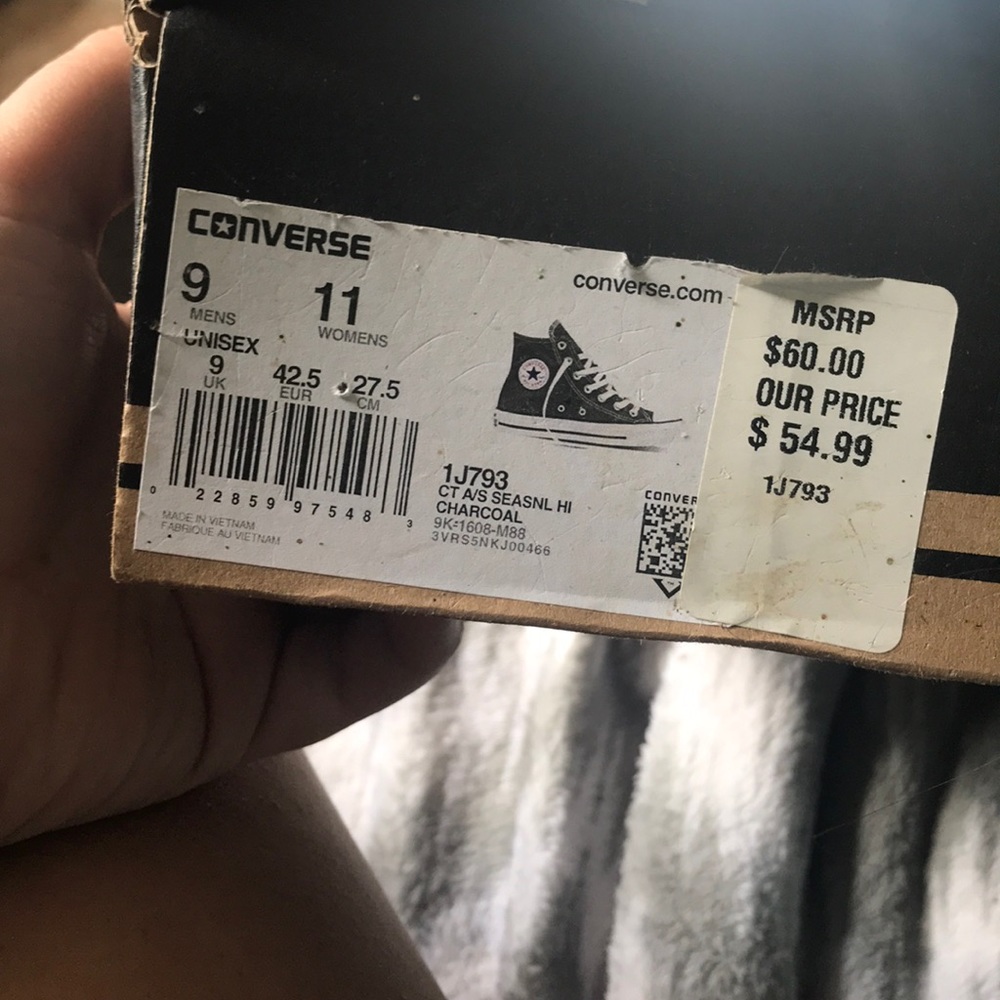 CONVERSE
9
MENS
11
WOMENS
UNISEX
9
UK
42.5
EUR
27.5
CM
0 22859 97548 3
MADE IN VIETNAM
FABRIQUE AU VIETNAM
converse.com
1J793
CT A/S SEASNL HI
CHARCOAL
9K-1608-M88
3VRS5NKJ00466
CONVER
MSRP
$60.00
OUR PRICE
$ 54.99
1J793